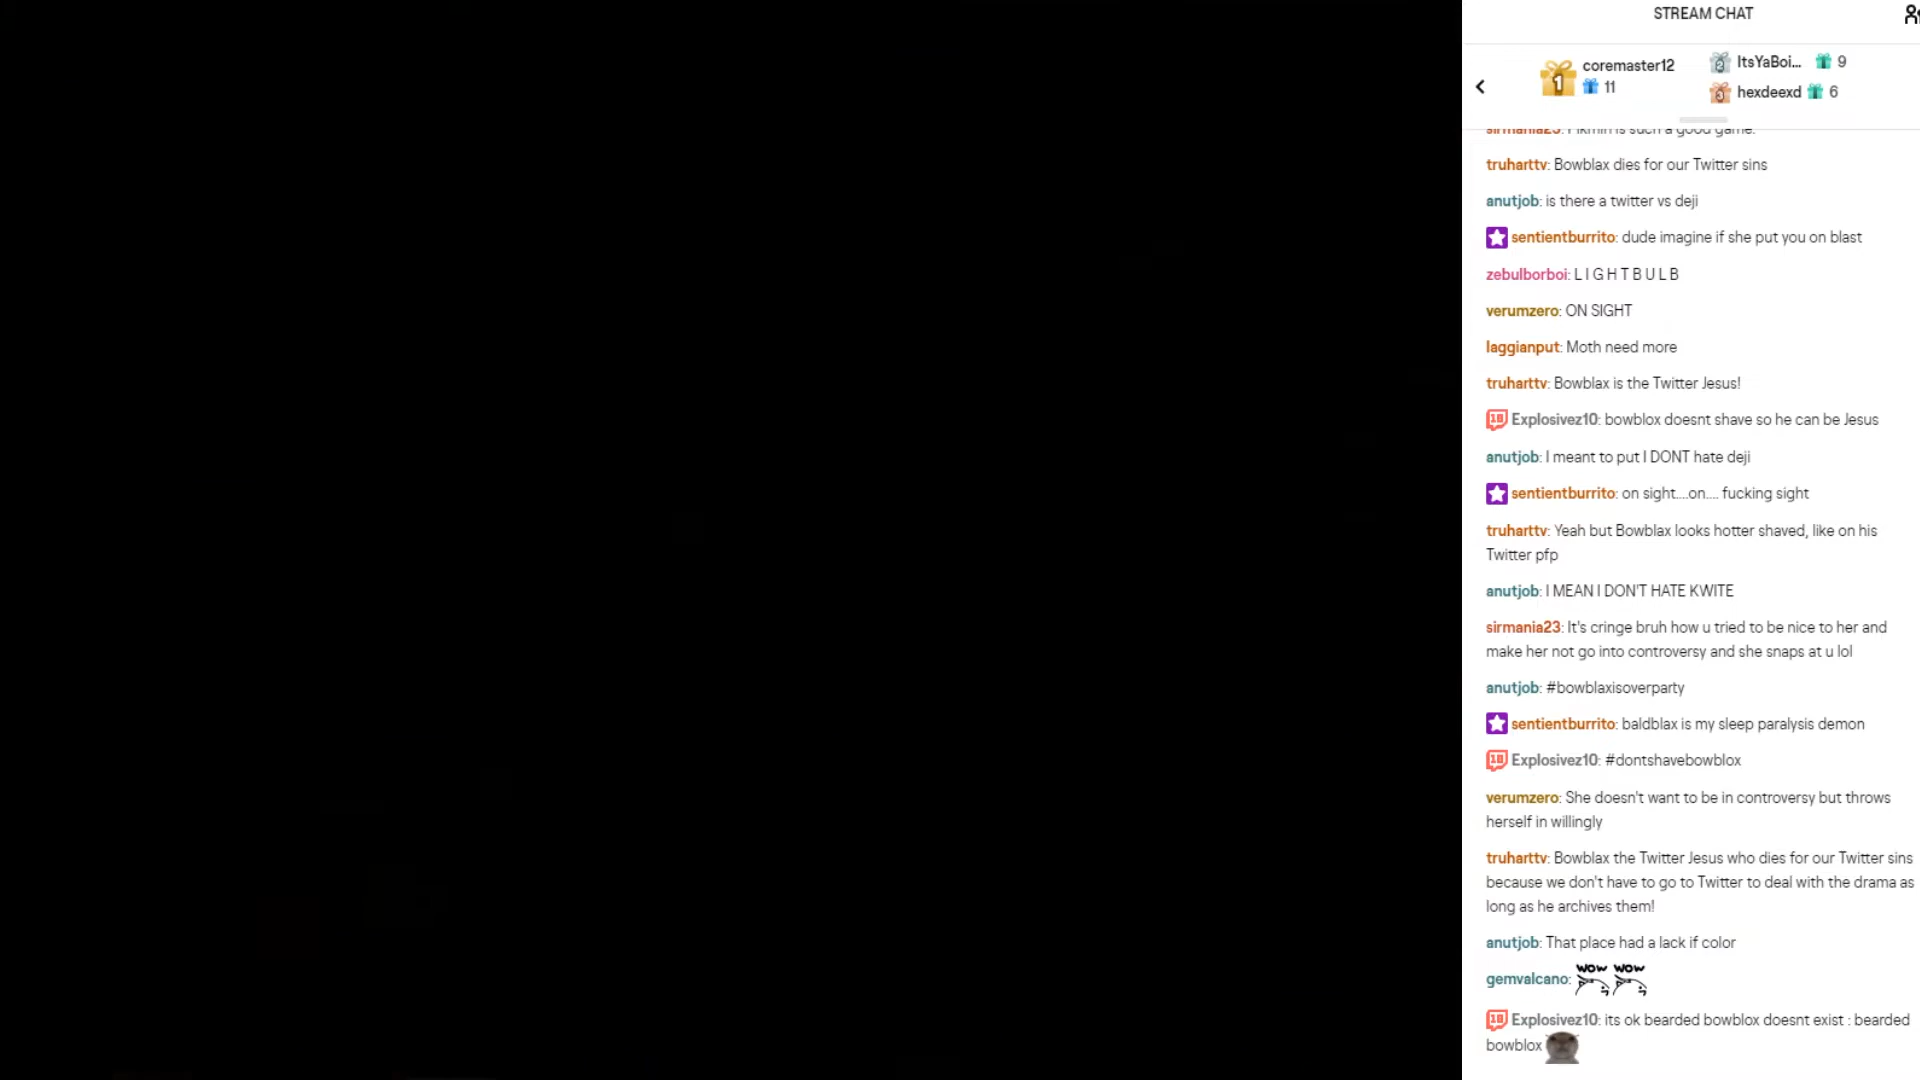 STREAM CHAT
coremaster12
11
ItsYaBoi... 9
hexdeexd 6
sirmania23: Pikmin is such a good game.
truharttv: Bowblax dies for our Twitter sins
anutjob: is there a twitter vs deji
sentientburrito: dude imagine if she put you on blast
zebulborboi: L I G H T B U L B
verumzero: ON SIGHT
laggianput: Moth need more
truharttv: Bowblax is the Twitter Jesus!
Explosivez10: bowblox doesnt shave so he can be Jesus
anutjob: I meant to put I DONT hate deji
sentientburrito: on sight....on.... fucking sight
truharttv: Yeah but Bowblax looks hotter shaved, like on his
Twitter pfp
anutjob: I MEAN I DON'T HATE KWITE
sirmania23: It's cringe bruh how u tried to be nice to her and
make her not go into controversy and she snaps at u lol
anutjob: #bowblaxisoverparty
sentientburrito: baldblax is my sleep paralysis demon
Explosivez10: #dontshavebowblox
verumzero: She doesn't want to be in controversy but throws
herself in willingly
truharttv: Bowblax the Twitter Jesus who dies for our Twitter sins
because we don't have to go to Twitter to deal with the drama as
long as he archives them!
anutjob: That place had a lack if color
gemvalcano: WOW WOW
Explosivez10: its ok bearded bowblox doesnt exist : bearded
bowblox